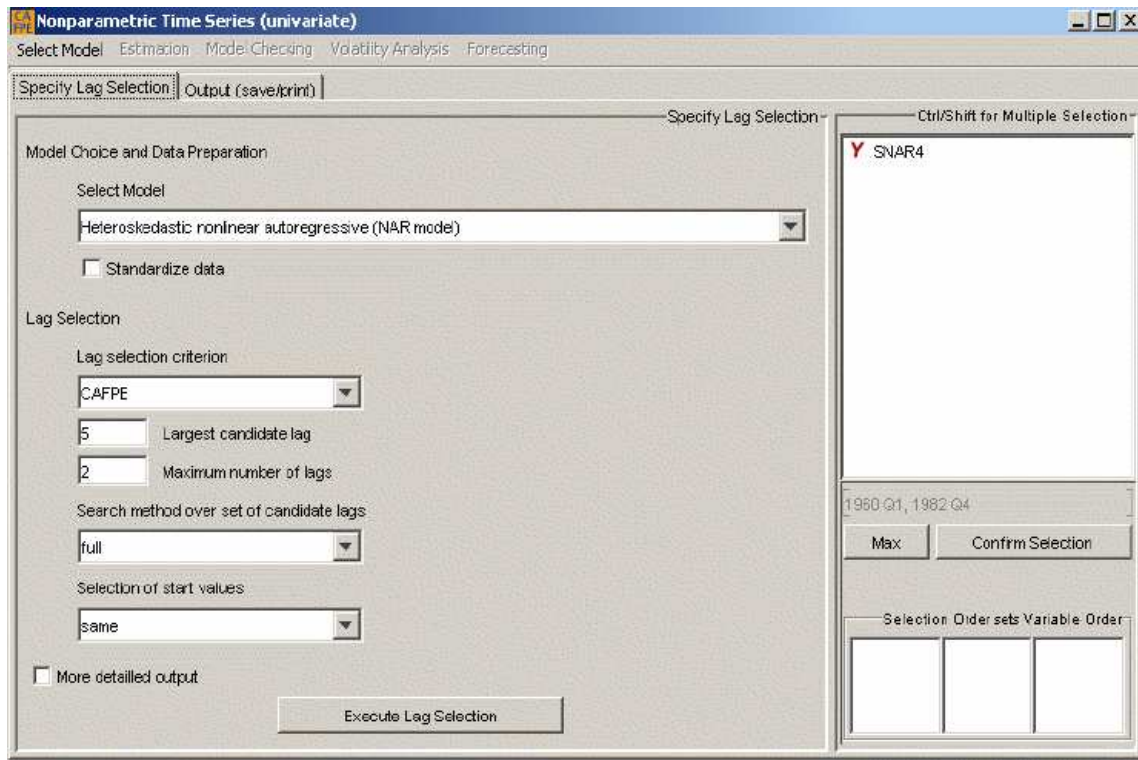 CA
FPE
Nonparametric Time Series (univariate)
Select Model Estimation Model Checking Volatility Analysis Forecasting
Specify Lag Selection Output (save/print)
Specify Lag Selection
Model Choice and Data Preparation
Select Model
Heteroskedastic nonlinear autoregressive (NAR model)
Standardize data
Lag Selection
Lag selection criterion
CAFPE
5 Largest candidate lag
2 Maximum number of lags
Search method over set of candidate lags
full
Selection of start values
same
More detailled output
Execute Lag Selection
Ctrl/Shift for Multiple Selection
Y SNAR4
[1960 Q1, 1982 Q4 ]
Max Confirm Selection
Selection Order sets Variable Order